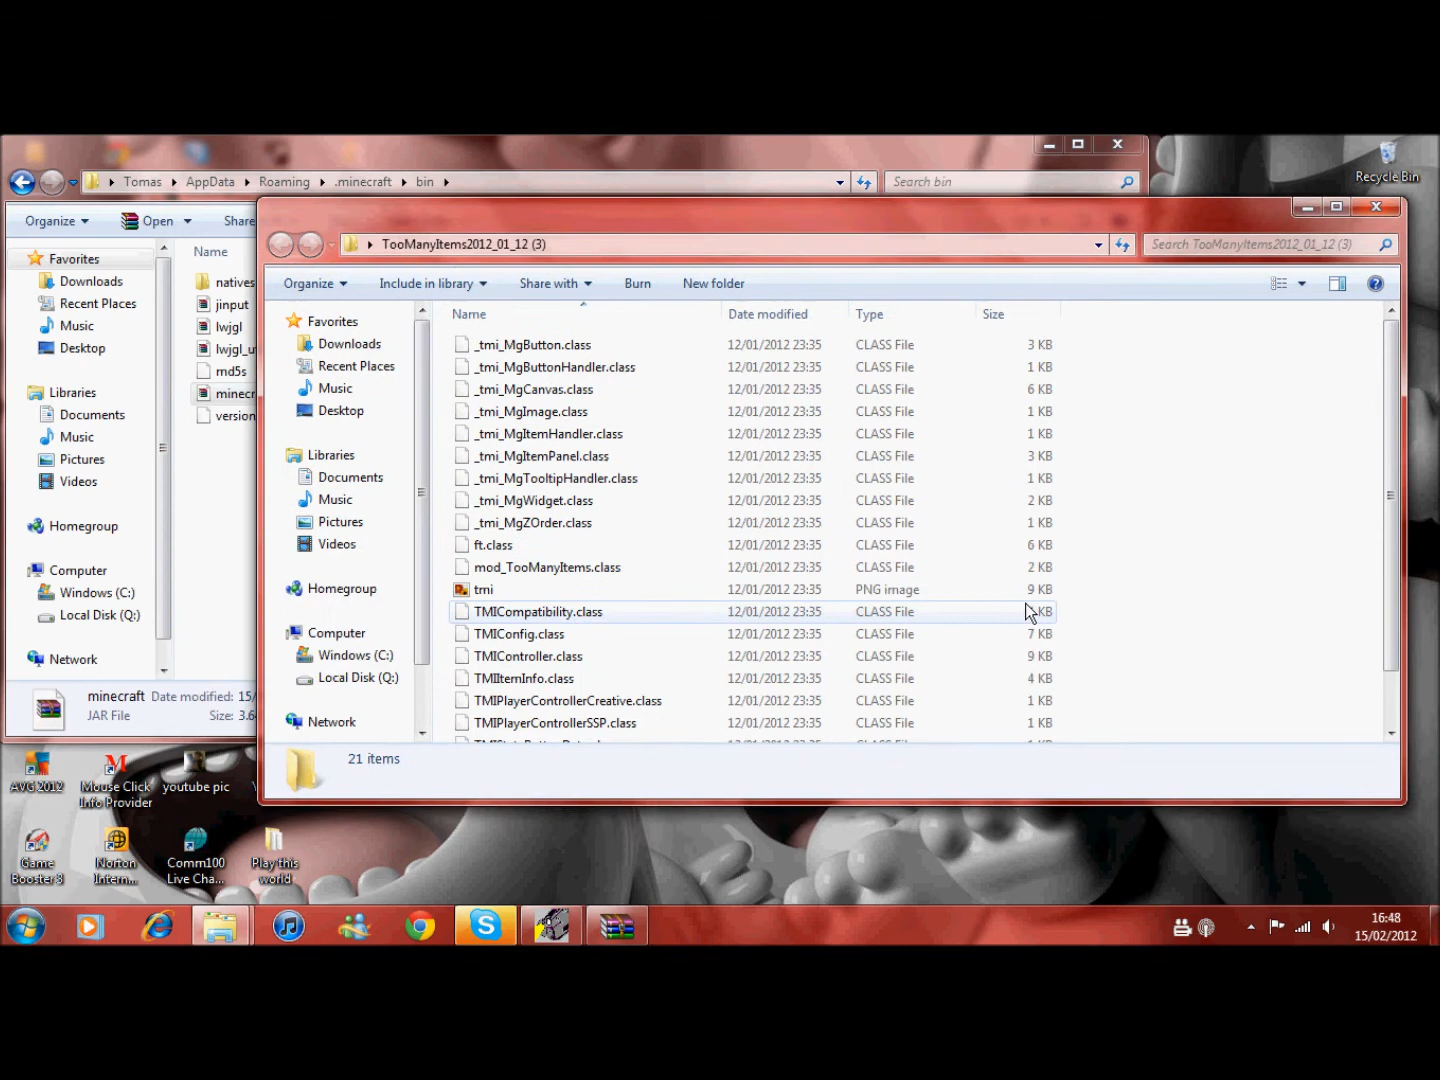 Recycle Bin
Tomas AppData Roaming .minecraft bin
Search bin
Organize Open Share
Name
Favorites
Downloads
Recent Places
Music
Desktop
Libraries
Documents
Music
Pictures
Videos
Homegroup
Computer
Windows (C:)
Local Disk (Q:)
Network
natives
jinput
lwjgl
lwjgl_u
md5s
minecr
version
minecraft Date modified: 15/
JAR File Size: 3.6
TooManyItems2012_01_12 (3)
Search TooManyItems2012_01_12 (3)
Organize Include in library Share with Burn New folder
Favorites
Downloads
Recent Places
Music
Desktop
Libraries
Documents
Music
Pictures
Videos
Homegroup
Computer
Windows (C:)
Local Disk (Q:)
Network
Name Date modified Type Size
_tmi_MgButton.class 12/01/2012 23:35 CLASS File 3 KB
_tmi_MgButtonHandler.class 12/01/2012 23:35 CLASS File 1 KB
_tmi_MgCanvas.class 12/01/2012 23:35 CLASS File 6 KB
_tmi_MgImage.class 12/01/2012 23:35 CLASS File 1 KB
_tmi_MgItemHandler.class 12/01/2012 23:35 CLASS File 1 KB
_tmi_MgItemPanel.class 12/01/2012 23:35 CLASS File 3 KB
_tmi_MgTooltipHandler.class 12/01/2012 23:35 CLASS File 1 KB
_tmi_MgWidget.class 12/01/2012 23:35 CLASS File 2 KB
_tmi_MgZOrder.class 12/01/2012 23:35 CLASS File 1 KB
ft.class 12/01/2012 23:35 CLASS File 6 KB
mod_TooManyItems.class 12/01/2012 23:35 CLASS File 2 KB
tmi 12/01/2012 23:35 PNG image 9 KB
TMICompatibility.class 12/01/2012 23:35 CLASS File KB
TMIConfig.class 12/01/2012 23:35 CLASS File 7 KB
TMIController.class 12/01/2012 23:35 CLASS File 9 KB
TMIItemInfo.class 12/01/2012 23:35 CLASS File 4 KB
TMIPlayerControllerCreative.class 12/01/2012 23:35 CLASS File 1 KB
TMIPlayerControllerSSP.class 12/01/2012 23:35 CLASS File 1 KB
21 items
AVG 2012
Mouse Click Info Provider
youtube pic
Game Booster 3
Norton Intern...
Comm100 Live Cha...
Play this world
16:48
15/02/2012